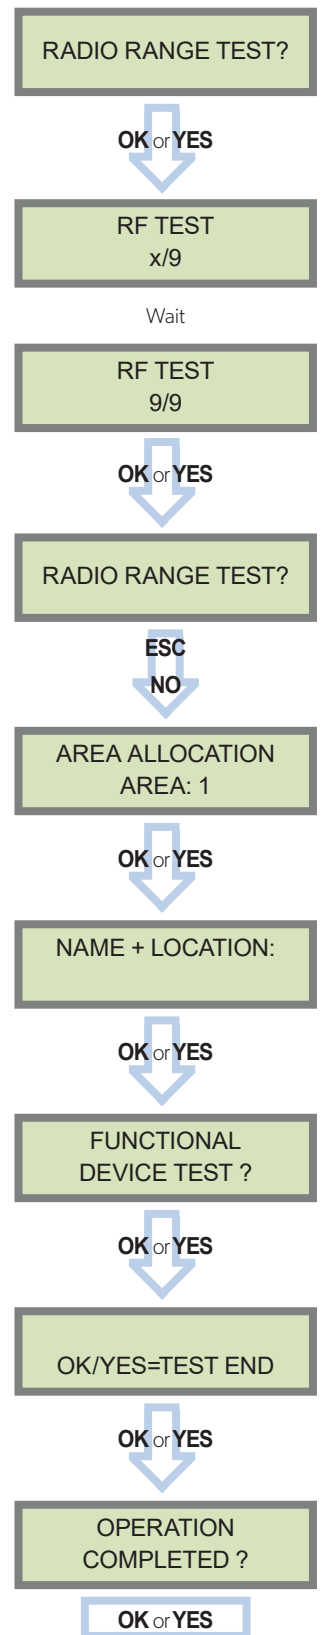 RADIO RANGE TEST?
OK or YES
RF TEST
x/9
Wait
RF TEST
9/9
OK or YES
RADIO RANGE TEST?
ESC
NO
AREA ALLOCATION
AREA: 1
OK or YES
NAME + LOCATION:
OK or YES
FUNCTIONAL
DEVICE TEST ?
OK or YES
OK/YES=TEST END
OK or YES
OPERATION
COMPLETED ?
OK or YES